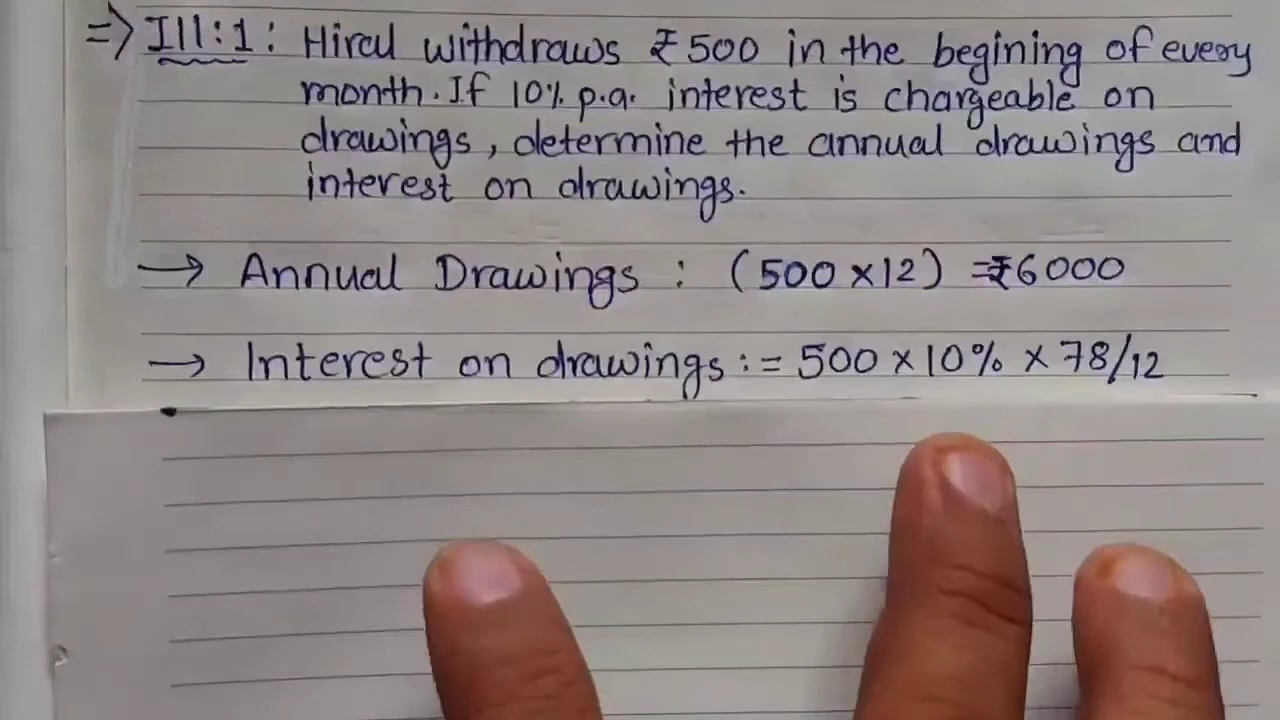 => Ill:1: Hiral withdraws ₹500 in the begining of every
month. If 10% p.a. interest is chargeable on
drawings, determine the annual drawings and
interest on drawings.
→ Annual Drawings : (500 x 12) = ₹6000
→ Interest on drawings := 500 x 10% x 78/12